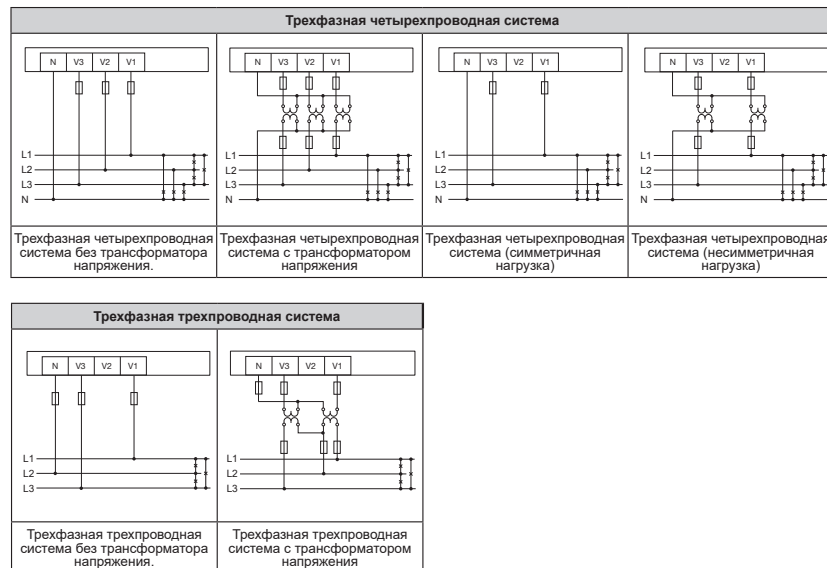 Трехфазная четырехпроводная система
N V3 V2 V1
N V3 V2 V1
N V3 V2 V1
N V3 V2 V1
L1
L2
L3
N
L1
L2
L3
N
L1
L2
L3
N
L1
L2
L3
N
Трехфазная четырехпроводная
система без трансформатора
напряжения.
Трехфазная четырехпроводная
система с трансформатором
напряжения
Трехфазная четырехпроводная
система (симметричная
нагрузка)
Трехфазная четырехпроводная
система (несимметричная
нагрузка)
Трехфазная трехпроводная система
N V3 V2 V1
N V3 V2 V1
L1
L2
L3
L1
L2
L3
Трехфазная трехпроводная
система без трансформатора
напряжения.
Трехфазная трехпроводная
система с трансформатором
напряжения